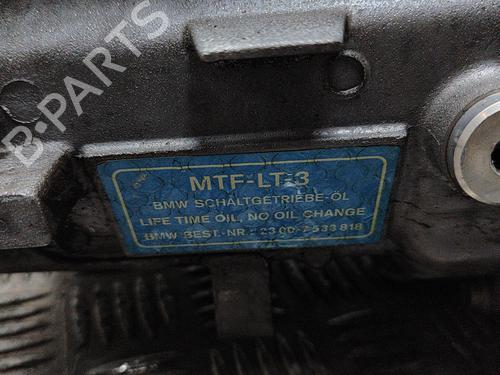 B-PARTS
MTF-LT-3
BMW SCHALTGETRIEBE-ÖL
LIFE TIME OIL, NO OIL CHANGE
BMW BEST.-NR.: 23 00-7 533 818